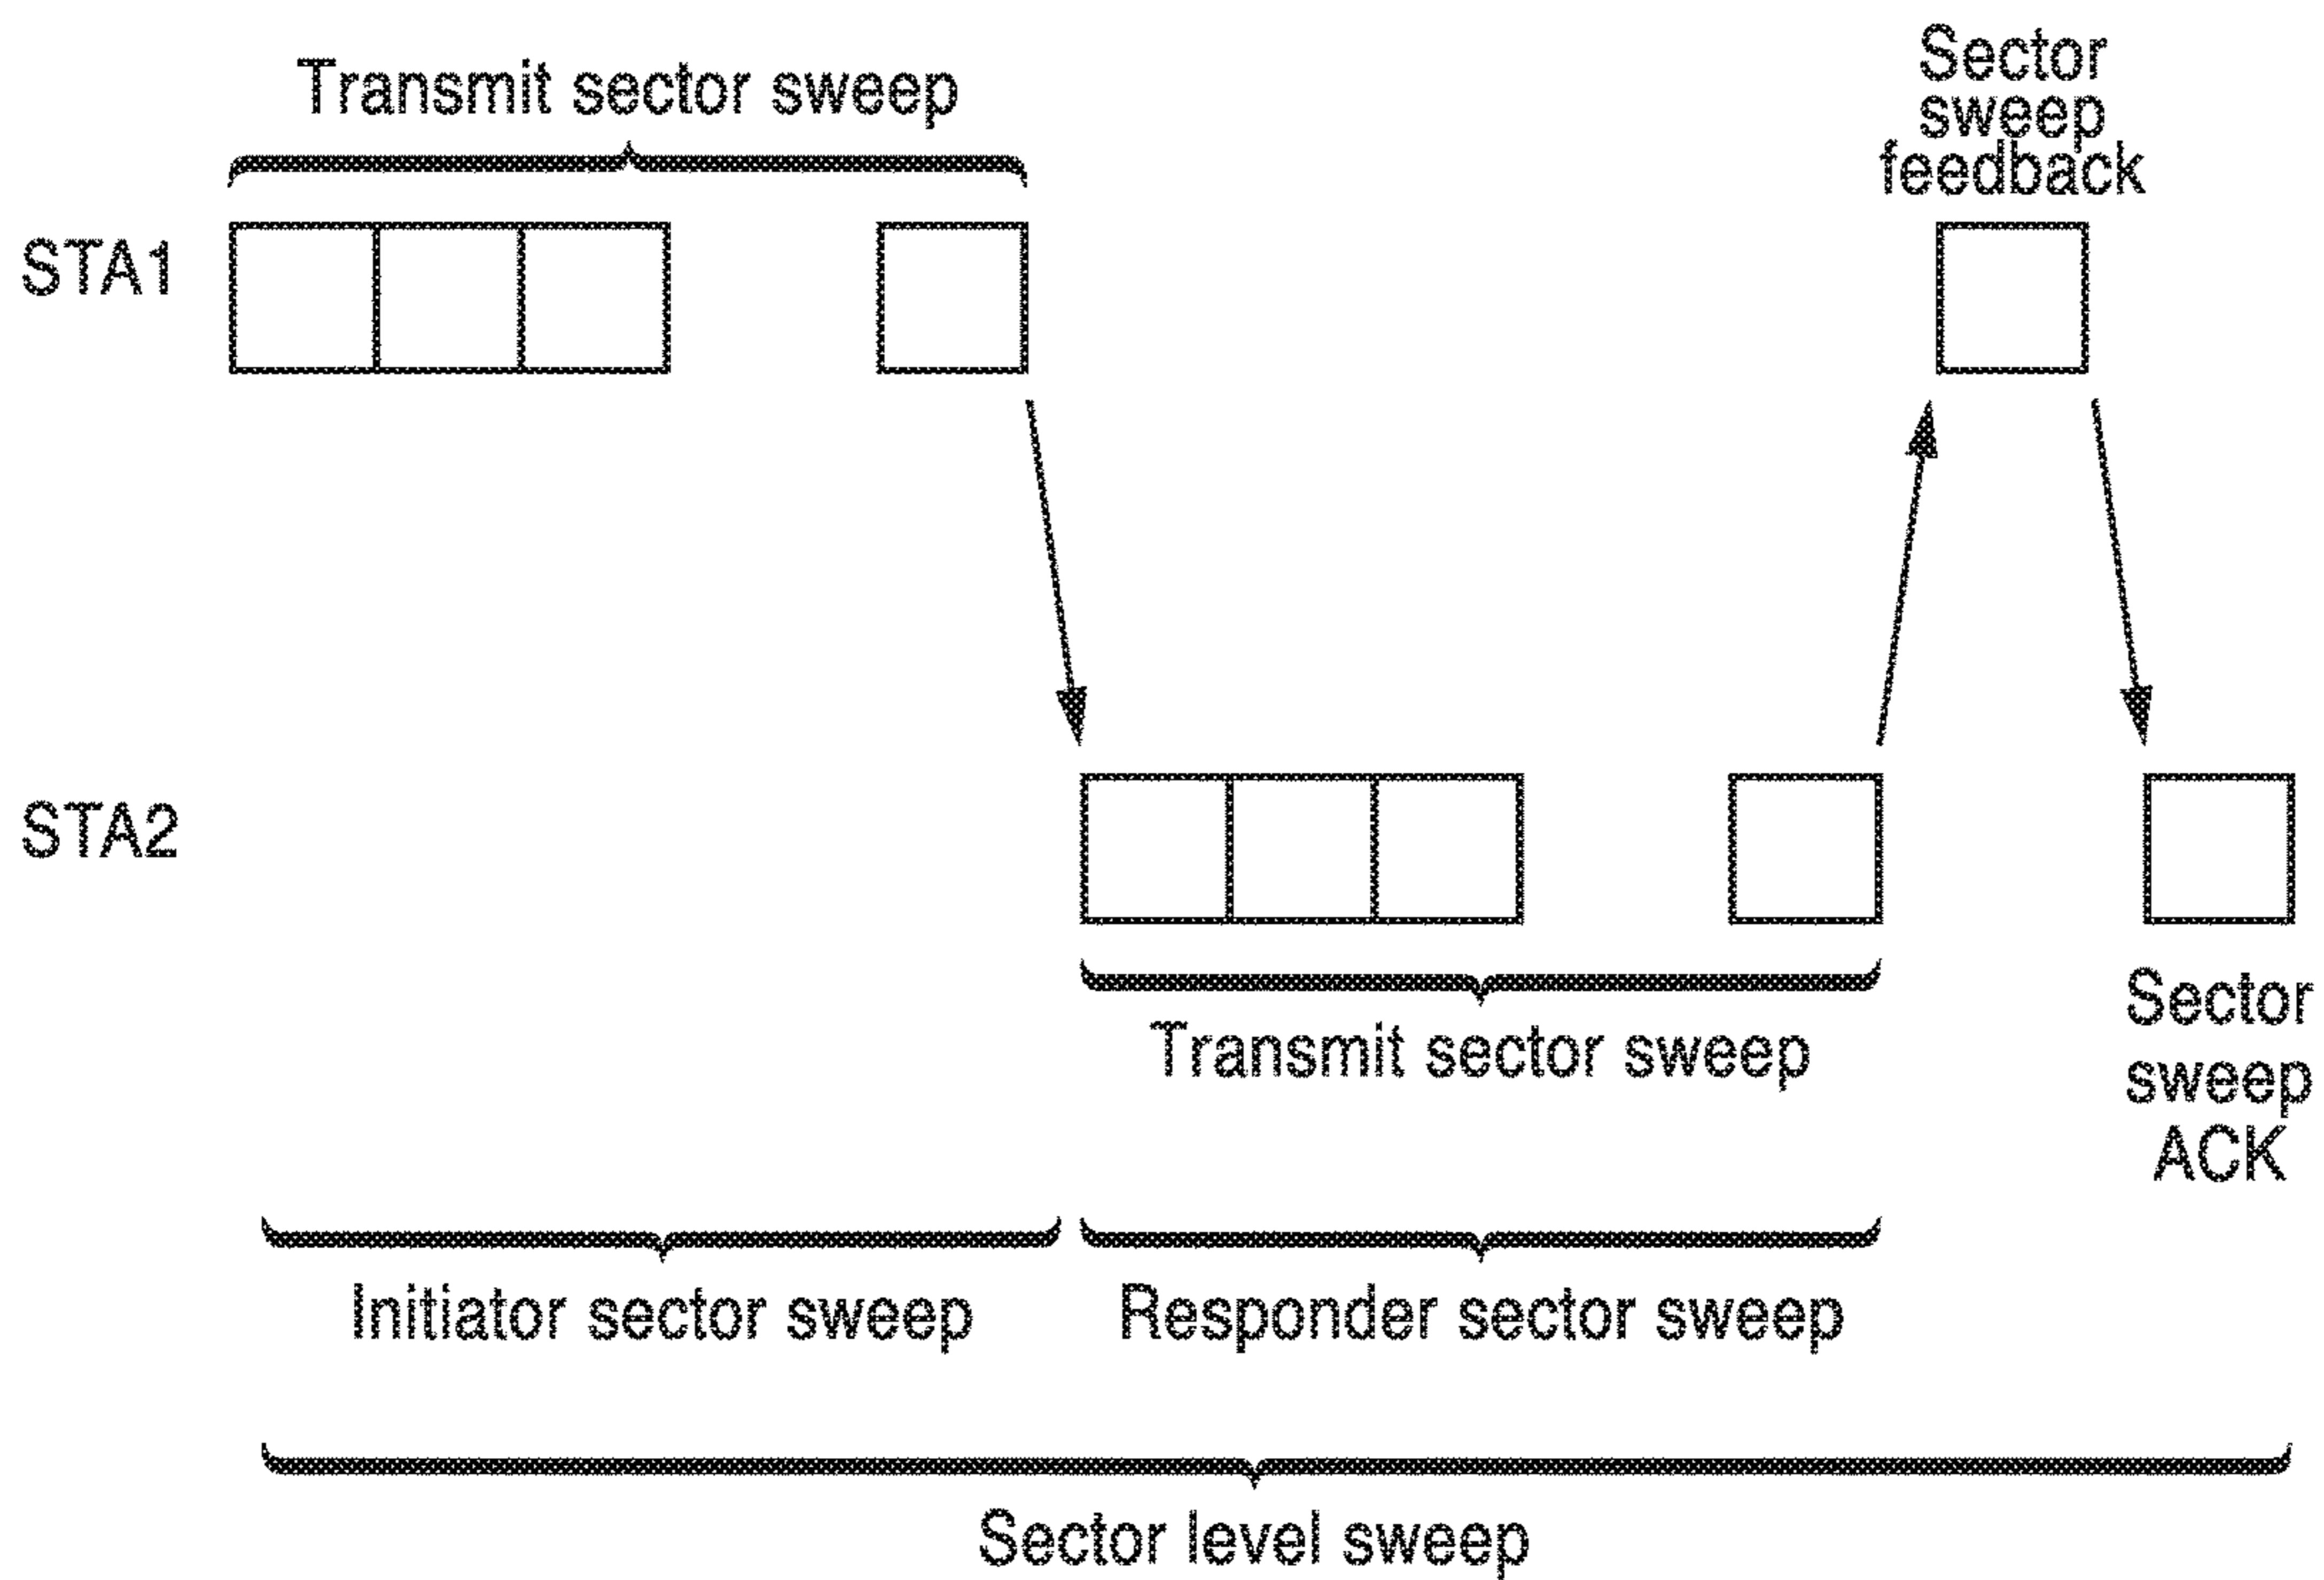 Transmit sector sweep
Sector
sweep
feedback
STA1
STA2
Transmit sector sweep
Sector
sweep
ACK
Initiator sector sweep
Responder sector sweep
Sector level sweep